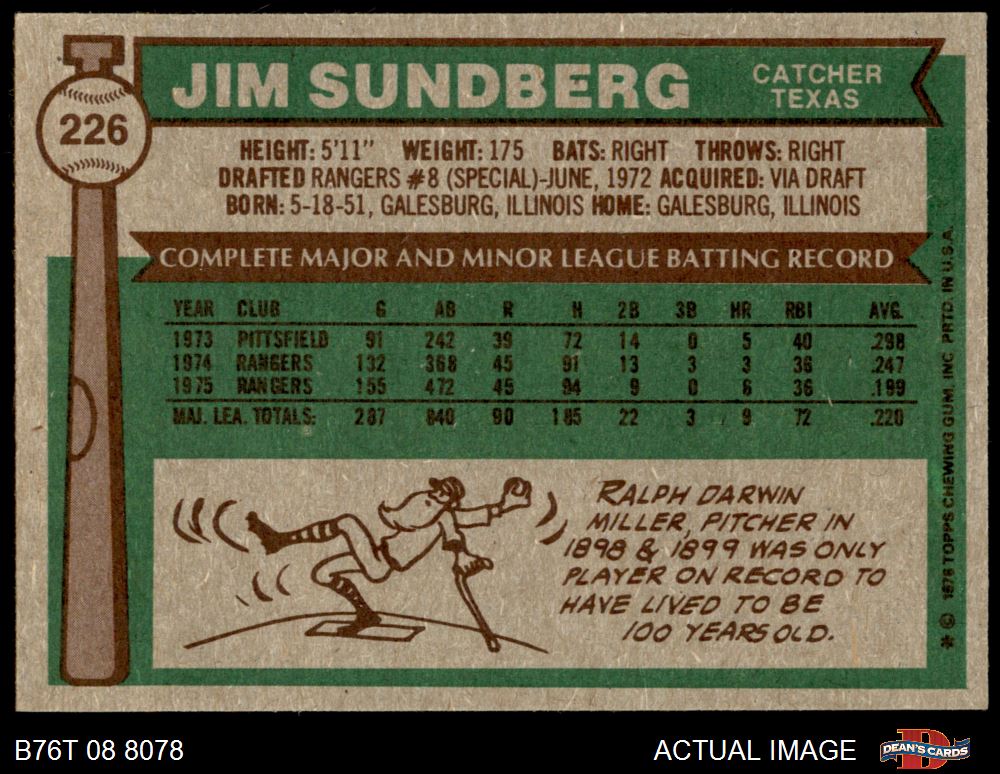 226
JIM SUNDBERG
CATCHER
TEXAS
HEIGHT: 5'11" WEIGHT: 175 BATS: RIGHT THROWS: RIGHT
DRAFTED RANGERS #8 (SPECIAL)-JUNE, 1972 ACQUIRED: VIA DRAFT
BORN: 5-18-51, GALESBURG, ILLINOIS HOME: GALESBURG, ILLINOIS
COMPLETE MAJOR AND MINOR LEAGUE BATTING RECORD
YEAR CLUB G AB R H 2B 3B HR RBI AVG.
1973 PITTSFIELD 91 242 39 72 14 0 5 40 .298
1974 RANGERS 132 368 45 91 13 3 3 36 .247
1975 RANGERS 155 472 45 94 9 0 6 36 .199
MAJ. LEA. TOTALS: 287 840 90 185 22 3 9 72 .220
RALPH DARWIN
MILLER, PITCHER IN
1898 & 1899 WAS ONLY
PLAYER ON RECORD TO
HAVE LIVED TO BE
100 YEARS OLD.
* © 1976 TOPPS CHEWING GUM, INC. PRTD. IN U.S.A.
B76T 08 8078
ACTUAL IMAGE
DEAN'S CARDS